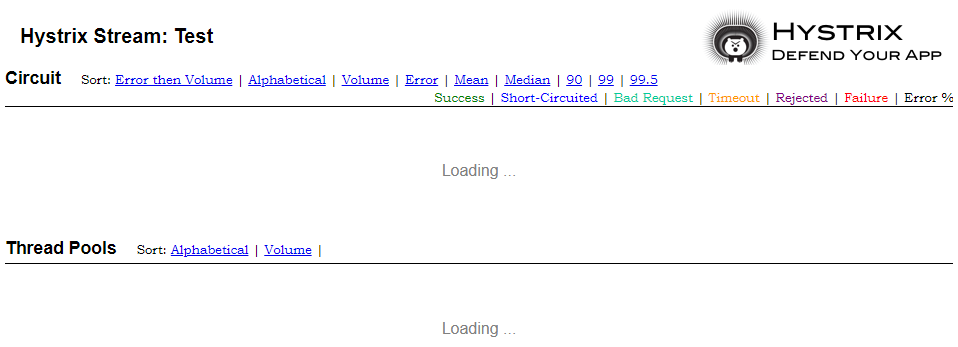 Hystrix Stream: Test
HYSTRIX
DEFEND YOUR APP
Circuit Sort: Error then Volume | Alphabetical | Volume | Error | Mean | Median | 90 | 99 | 99.5
Success | Short-Circuited | Bad Request | Timeout | Rejected | Failure | Error %
Loading ...
Thread Pools Sort: Alphabetical | Volume |
Loading ...